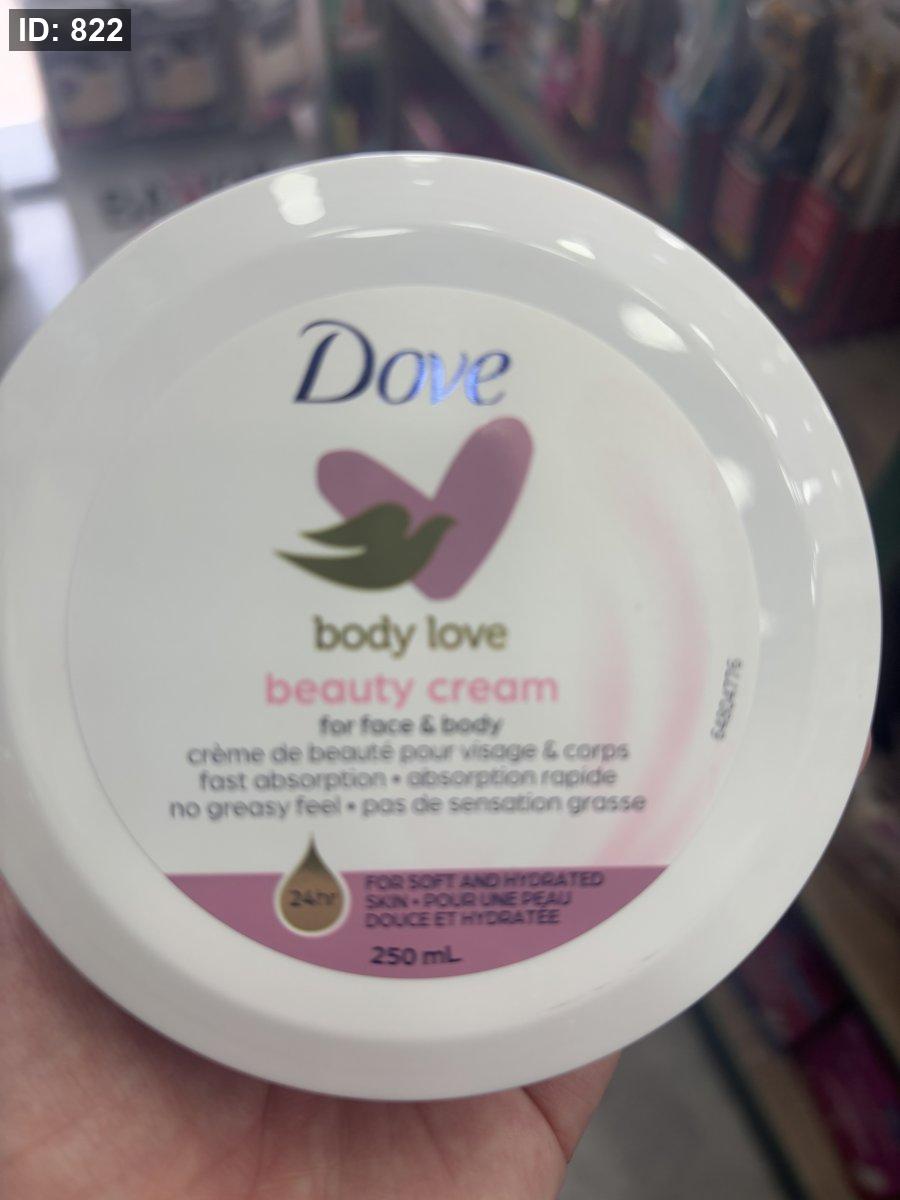 ID: 822
Dove
body love
beauty cream
for face & body
crème de beauté pour visage & corps
fast absorption • absorption rapide
no greasy feel • pas de sensation grasse
24hr
FOR SOFT AND HYDRATED
SKIN • POUR UNE PEAU
DOUCE ET HYDRATÉE
250 mL
64804776